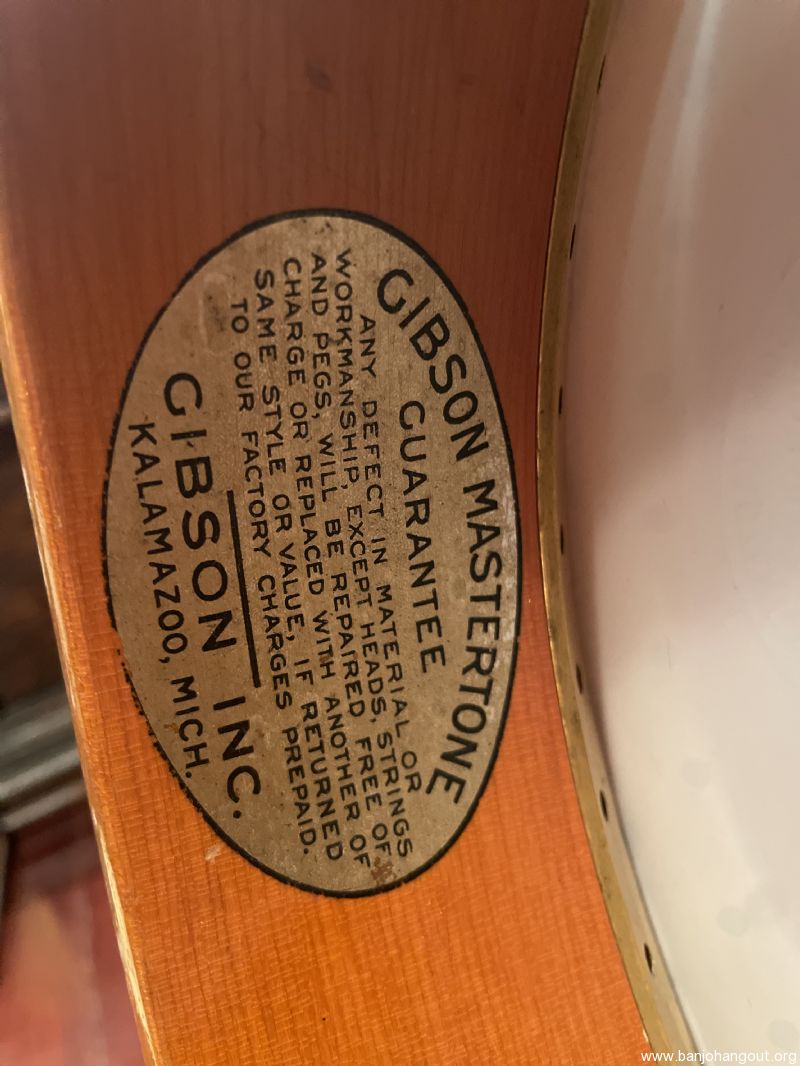 GIBSON MASTERTONE
GUARANTEE
ANY DEFECT IN MATERIAL OR
WORKMANSHIP, EXCEPT HEADS, STRINGS
AND PEGS, WILL BE REPAIRED FREE OF
CHARGE OR REPLACED WITH ANOTHER OF
SAME STYLE OR VALUE, IF RETURNED
TO OUR FACTORY CHARGES PREPAID.
GIBSON INC.
KALAMAZOO, MICH.
www.banjohangout.org